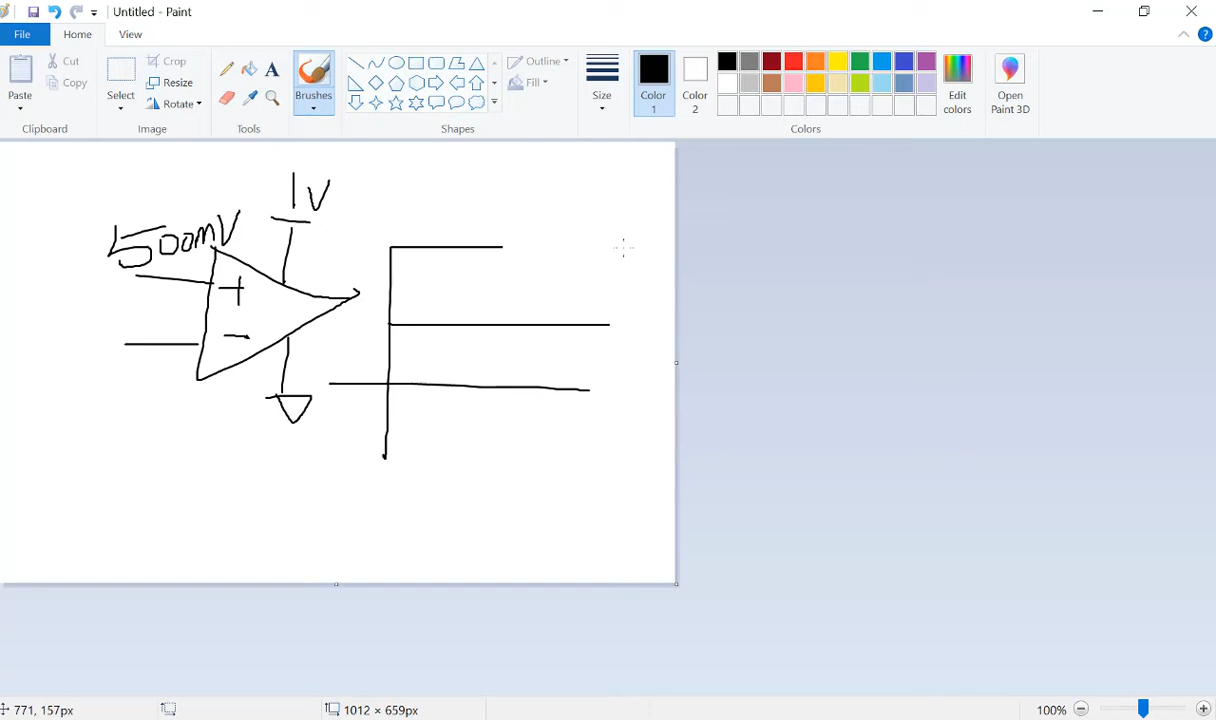 Untitled - Paint
File
Home
View
Paste
Cut
Copy
Clipboard
Select
Crop
Resize
Rotate
Image
Tools
Brushes
Shapes
Outline
Fill
Size
Color 1
Color 2
Edit colors
Open Paint 3D
Colors
1V
500mV
+
-
771, 157px
1012 × 659px
100%